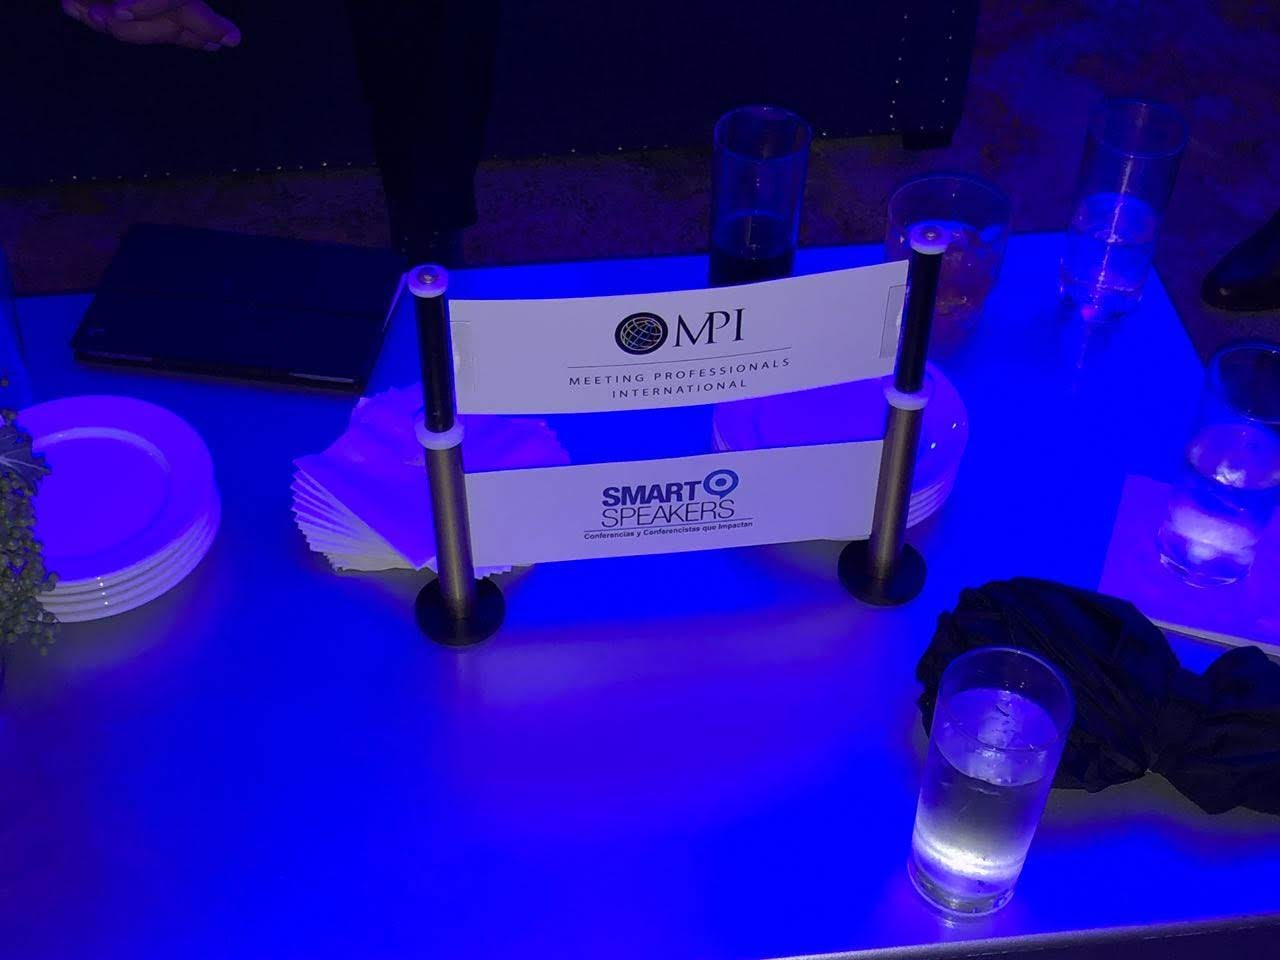 MPI
MEETING PROFESSIONALS
INTERNATIONAL
SMART
SPEAKERS
Conferencias y Conferencistas que Impactan